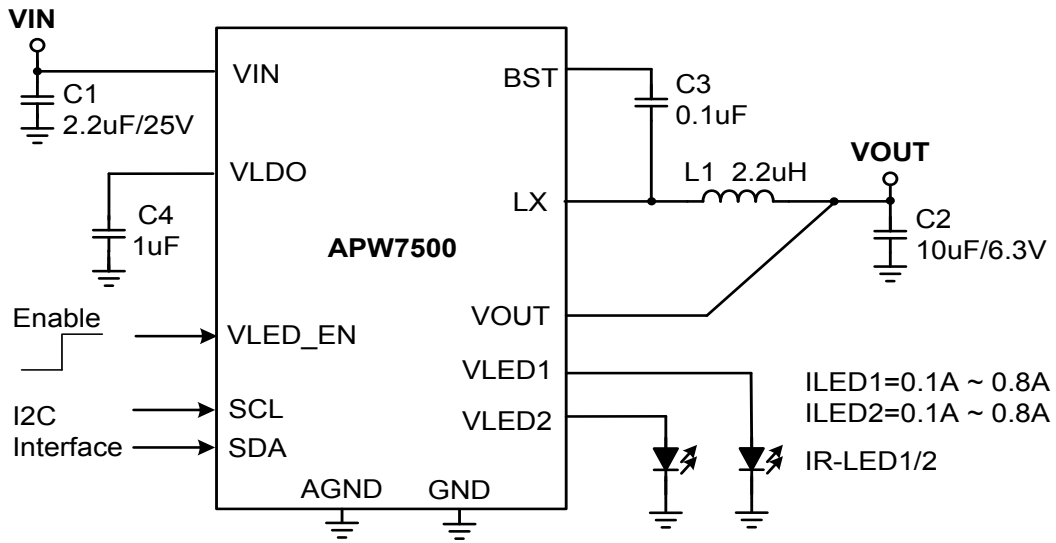 VIN
VIN
C1
2.2uF/25V
VLDO
C4
1uF
Enable
VLED_EN
I2C
Interface
SCL
SDA
AGND
GND
APW7500
BST
C3
0.1uF
LX
L1 2.2uH
VOUT
C2
10uF/6.3V
VOUT
VLED1
VLED2
ILED1=0.1A ~ 0.8A
ILED2=0.1A ~ 0.8A
IR-LED1/2